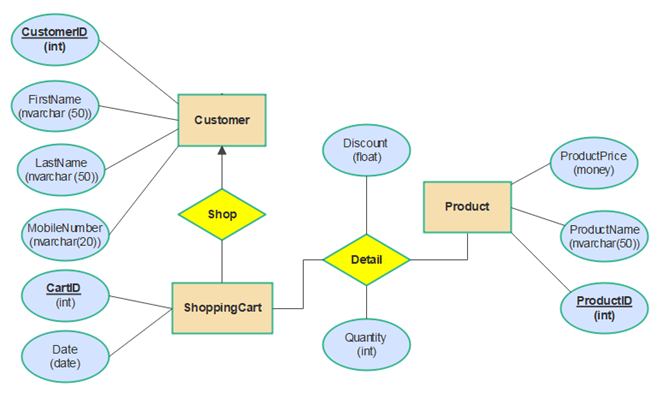 CustomerID
(int)
FirstName
(nvarchar (50))
LastName
(nvarchar (50))
MobileNumber
(nvarchar(20))
Customer
Shop
CartID
(int)
Date
(date)
ShoppingCart
Discount
(float)
Detail
Quantity
(int)
Product
ProductPrice
(money)
ProductName
(nvarchar(50))
ProductID
(int)